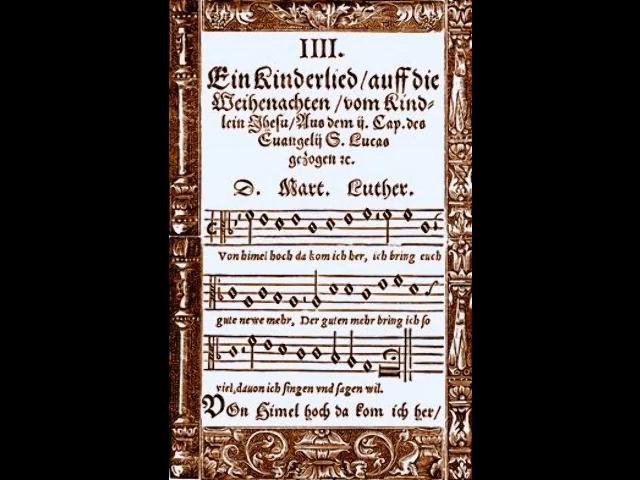 IIII.
Ein Kinderlied / auff die
Weihenachten / vom Kind-
lein Jhesu / Aus dem ij. Cap. des
Euangelij S. Lucas
gezogen ꝛc.
D. Mart. Luther.
Von himel hoch da kom ich her, ich bring euch
gute newe mehr, Der guten mehr bring ich so
viel, dauon ich singen vnd sagen wil.
VOn Himel hoch da kom ich her /